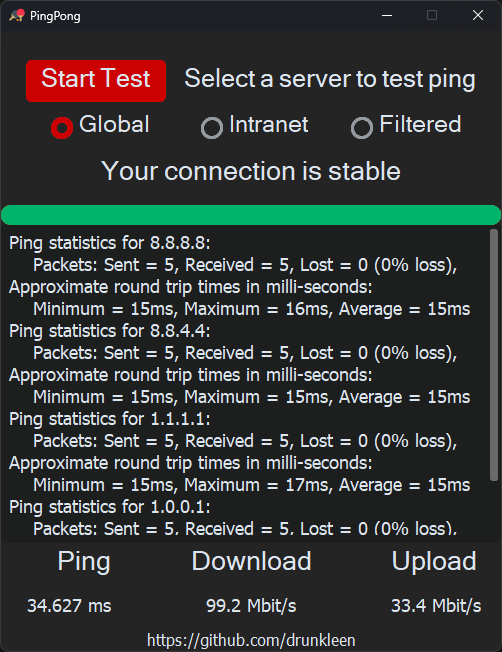 PingPong
Start Test Select a server to test ping
Global Intranet Filtered
Your connection is stable
Ping statistics for 8.8.8.8:
Packets: Sent = 5, Received = 5, Lost = 0 (0% loss),
Approximate round trip times in milli-seconds:
Minimum = 15ms, Maximum = 16ms, Average = 15ms
Ping statistics for 8.8.4.4:
Packets: Sent = 5, Received = 5, Lost = 0 (0% loss),
Approximate round trip times in milli-seconds:
Minimum = 15ms, Maximum = 15ms, Average = 15ms
Ping statistics for 1.1.1.1:
Packets: Sent = 5, Received = 5, Lost = 0 (0% loss),
Approximate round trip times in milli-seconds:
Minimum = 15ms, Maximum = 17ms, Average = 15ms
Ping statistics for 1.0.0.1:
Packets: Sent = 5, Received = 5, Lost = 0 (0% loss),
Ping Download Upload
34.627 ms 99.2 Mbit/s 33.4 Mbit/s
https://github.com/drunkleen